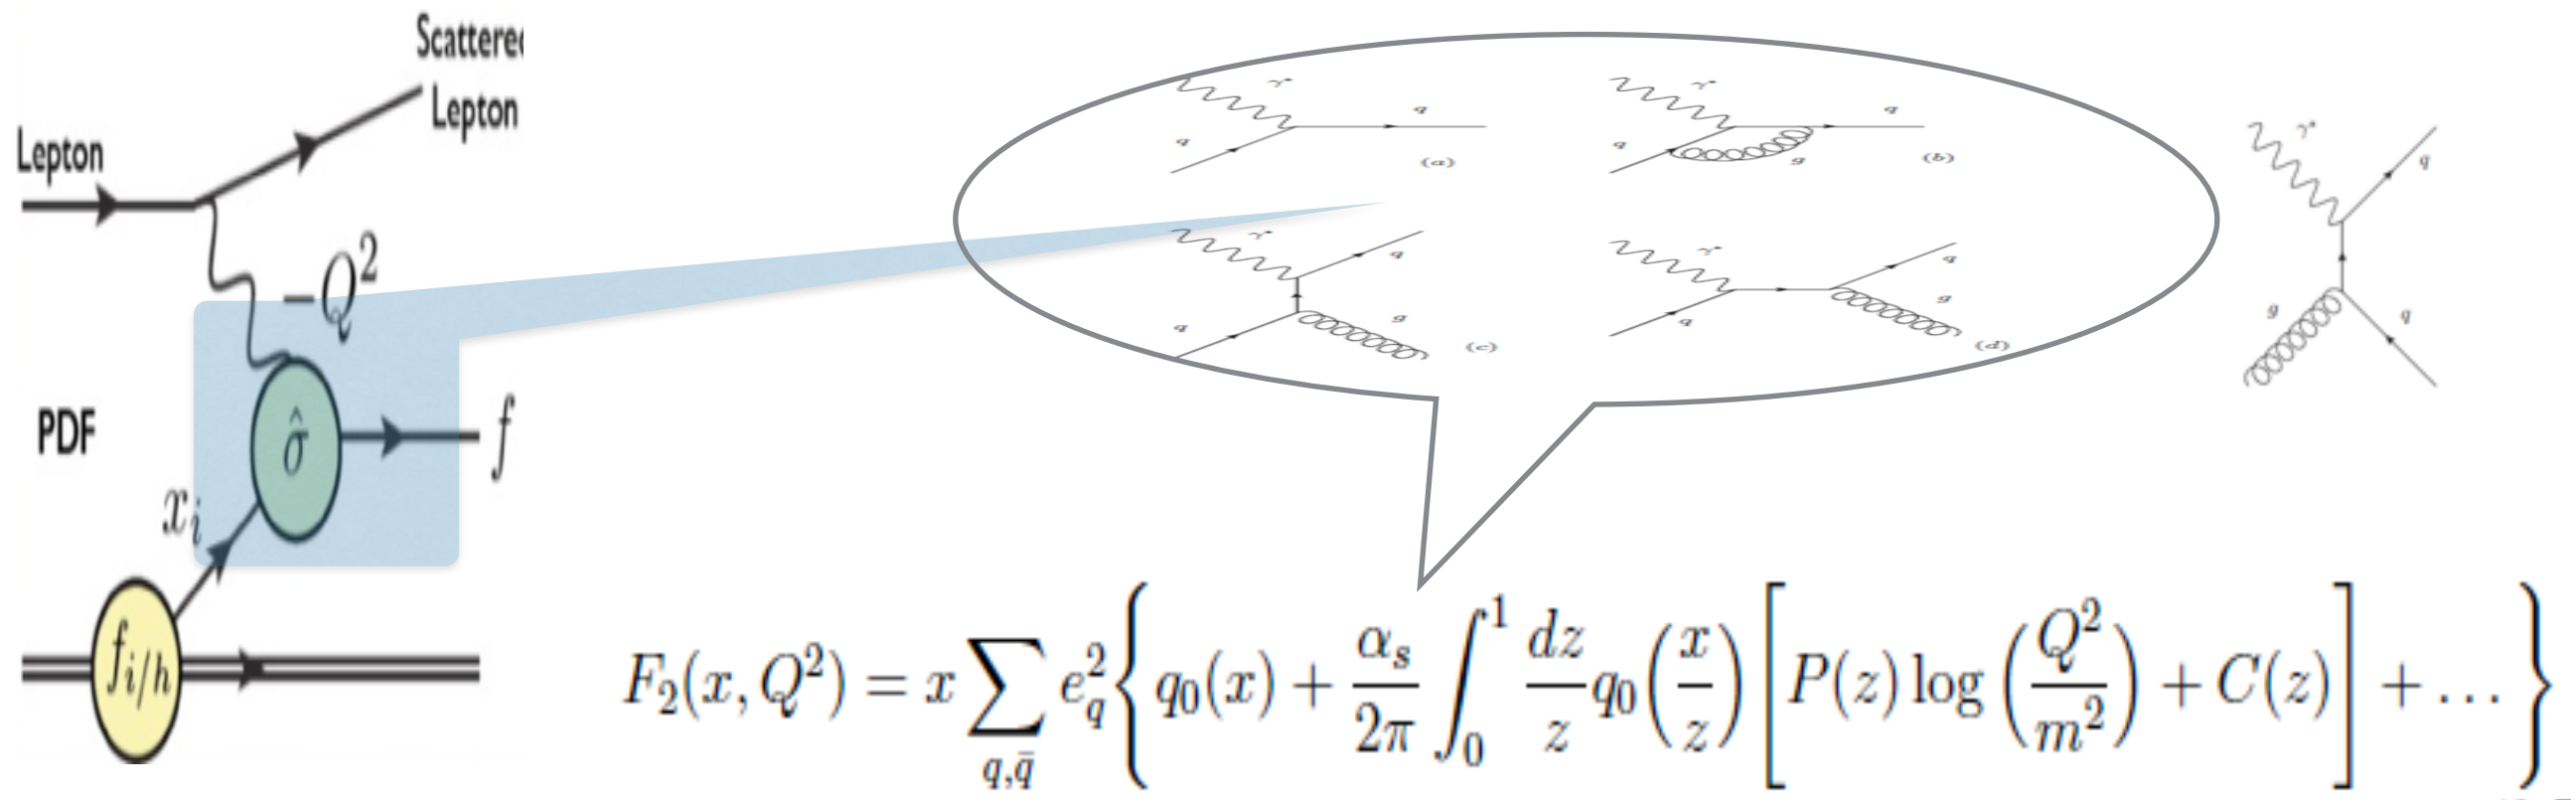 Scattere
Lepton
Lepton
−Q²
PDF
σ̂
f
x_i
f_{i/h}
γ*
q
q
(a)
γ*
q
q
g
(b)
γ*
q
q
g
(c)
γ*
q
q
g
(d)
γ*
q
g
q
F₂(x, Q²) = x ∑_{q,q̄} e_q² { q₀(x) + α_s/2π ∫₀¹ dz/z q₀(x/z) [ P(z) log (Q²/m²) + C(z) ] + … }